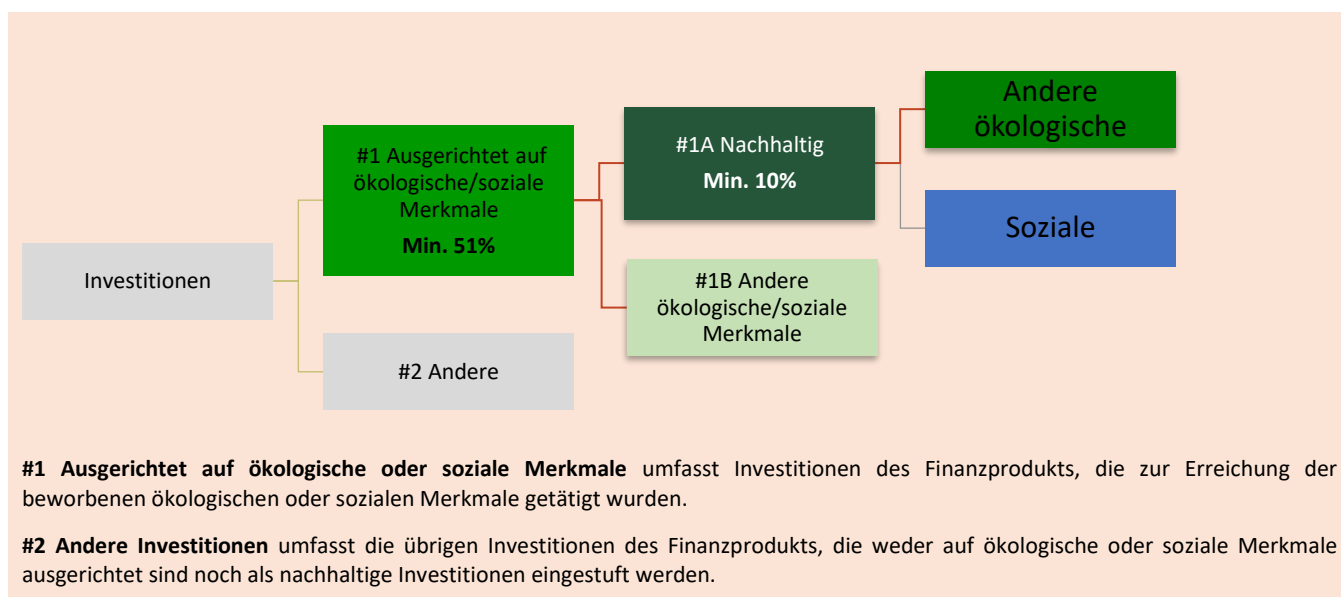 Investitionen
#1 Ausgerichtet auf
ökologische/soziale
Merkmale
Min. 51%
#2 Andere
#1A Nachhaltig
Min. 10%
#1B Andere
ökologische/soziale
Merkmale
Andere
ökologische
Soziale
#1 Ausgerichtet auf ökologische oder soziale Merkmale umfasst Investitionen des Finanzprodukts, die zur Erreichung der
beworbenen ökologischen oder sozialen Merkmale getätigt wurden.
#2 Andere Investitionen umfasst die übrigen Investitionen des Finanzprodukts, die weder auf ökologische oder soziale Merkmale
ausgerichtet sind noch als nachhaltige Investitionen eingestuft werden.